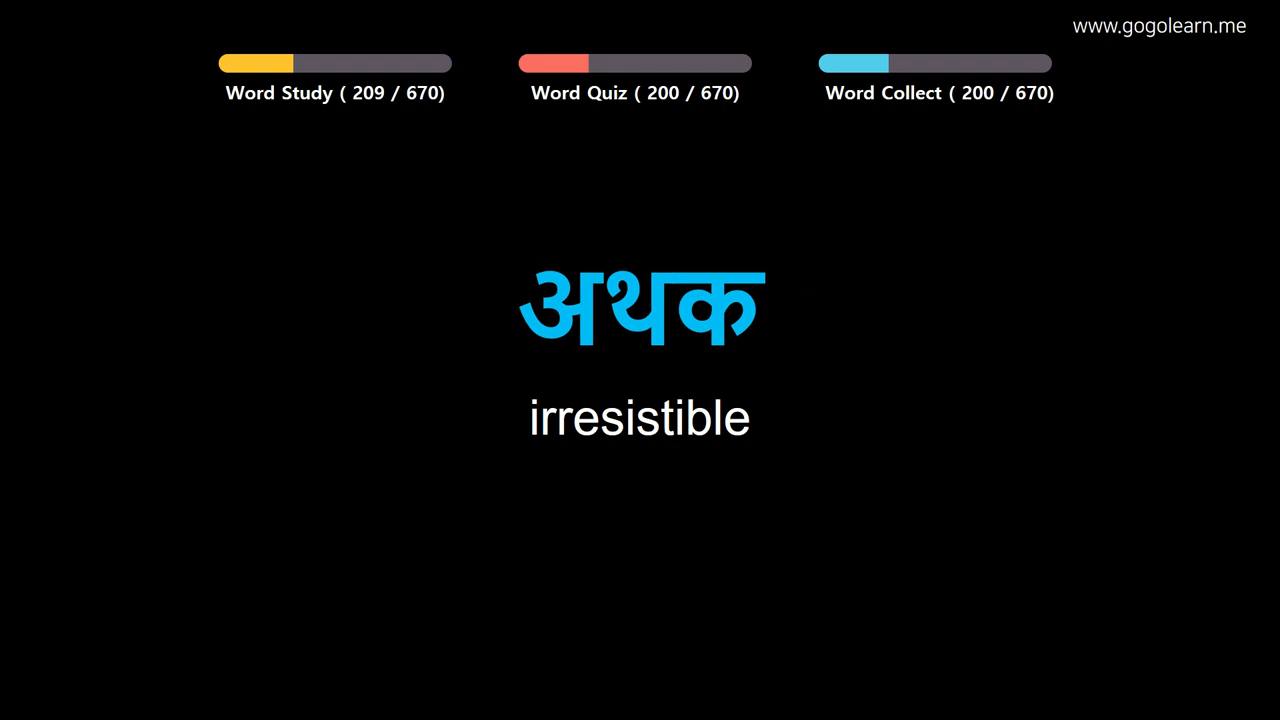 www.gogolearn.me
Word Study ( 209 / 670)
Word Quiz ( 200 / 670)
Word Collect ( 200 / 670)
अथक
irresistible